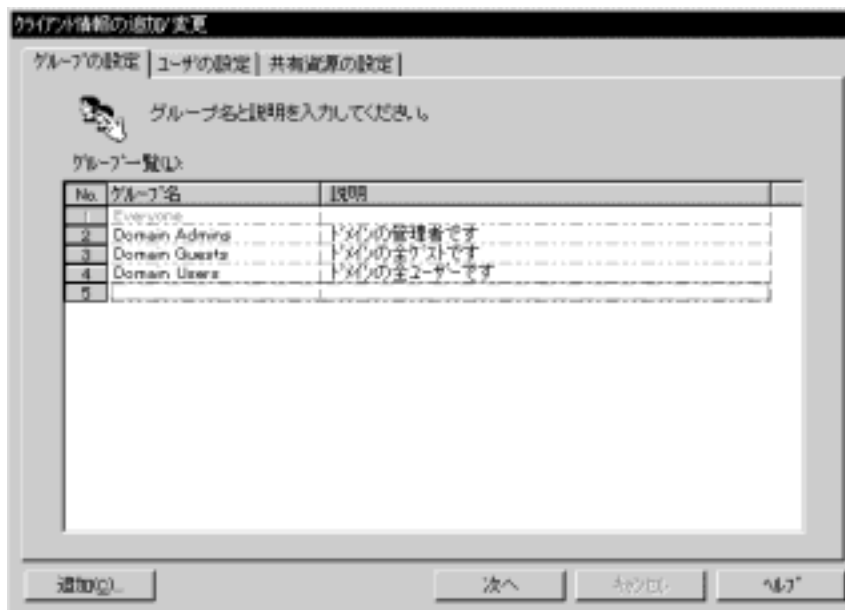 クライアント情報の追加/変更
グループの設定 ユーザの設定 共有資源の設定
グループ名と説明を入力してください。
グループ一覧(L):
No. グループ名 説明
1 Everyone
2 Domain Admins ドメインの管理者です
3 Domain Guests ドメインの全ゲストです
4 Domain Users ドメインの全ユーザーです
5
追加(O)... 次へ キャンセル ヘルプ